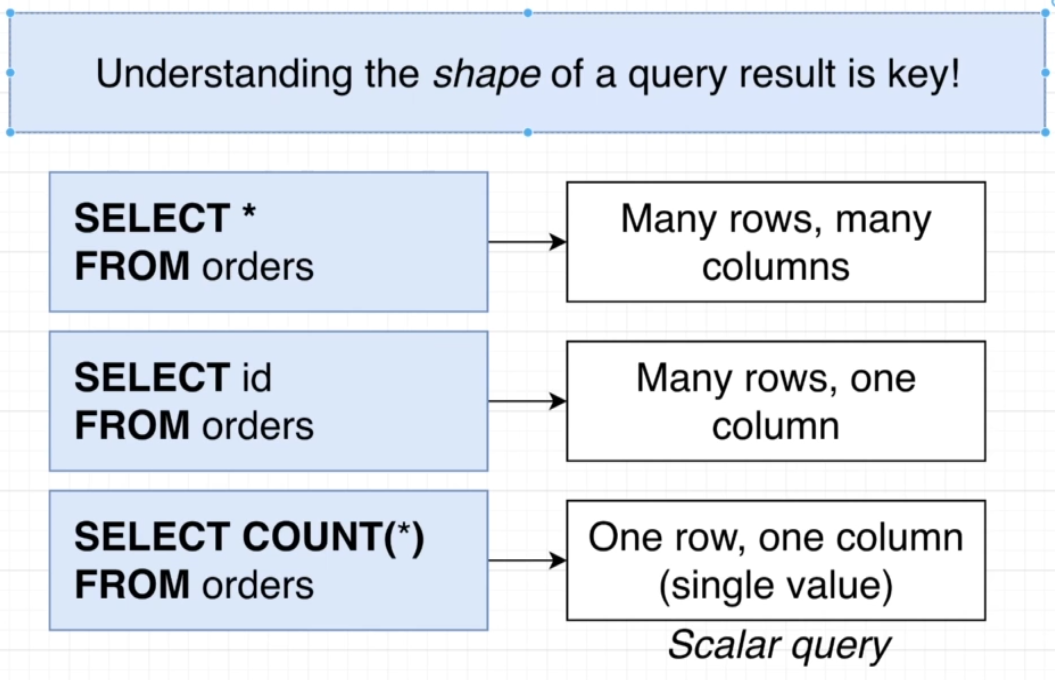 Understanding the shape of a query result is key!
SELECT *
FROM orders
Many rows, many
columns
SELECT id
FROM orders
Many rows, one
column
SELECT COUNT(*)
FROM orders
One row, one column
(single value)
Scalar query